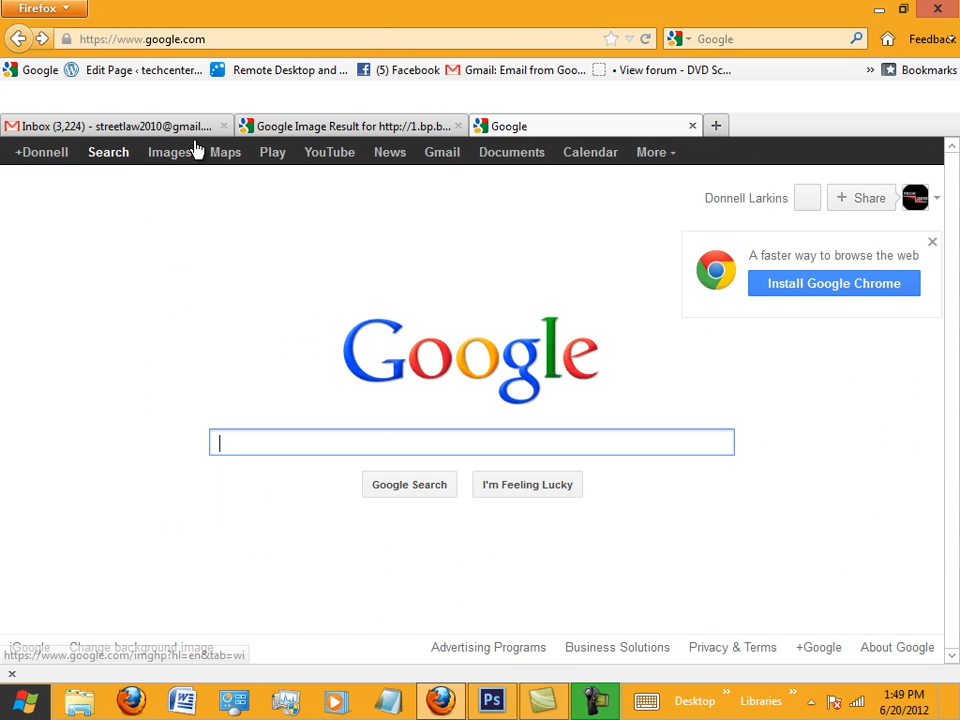 Firefox
https://www.google.com
Google
Feedback
Google
Edit Page ‹ techcenter...
Remote Desktop and ...
(5) Facebook
Gmail: Email from Goo...
• View forum - DVD Sc...
»
Bookmarks
Inbox (3,224) - streetlaw2010@gmail....
Google Image Result for http://1.bp.b...
Google
+Donnell
Search
Images
Maps
Play
YouTube
News
Gmail
Documents
Calendar
More
Donnell Larkins
+ Share
A faster way to browse the web
Install Google Chrome
Google
Google Search
I'm Feeling Lucky
iGoogle
Change background image
Advertising Programs
Business Solutions
Privacy & Terms
+Google
About Google
https://www.google.com/imghp?hl=en&tab=wi
W
Ps
Desktop
»
Libraries
»
1:49 PM
6/20/2012